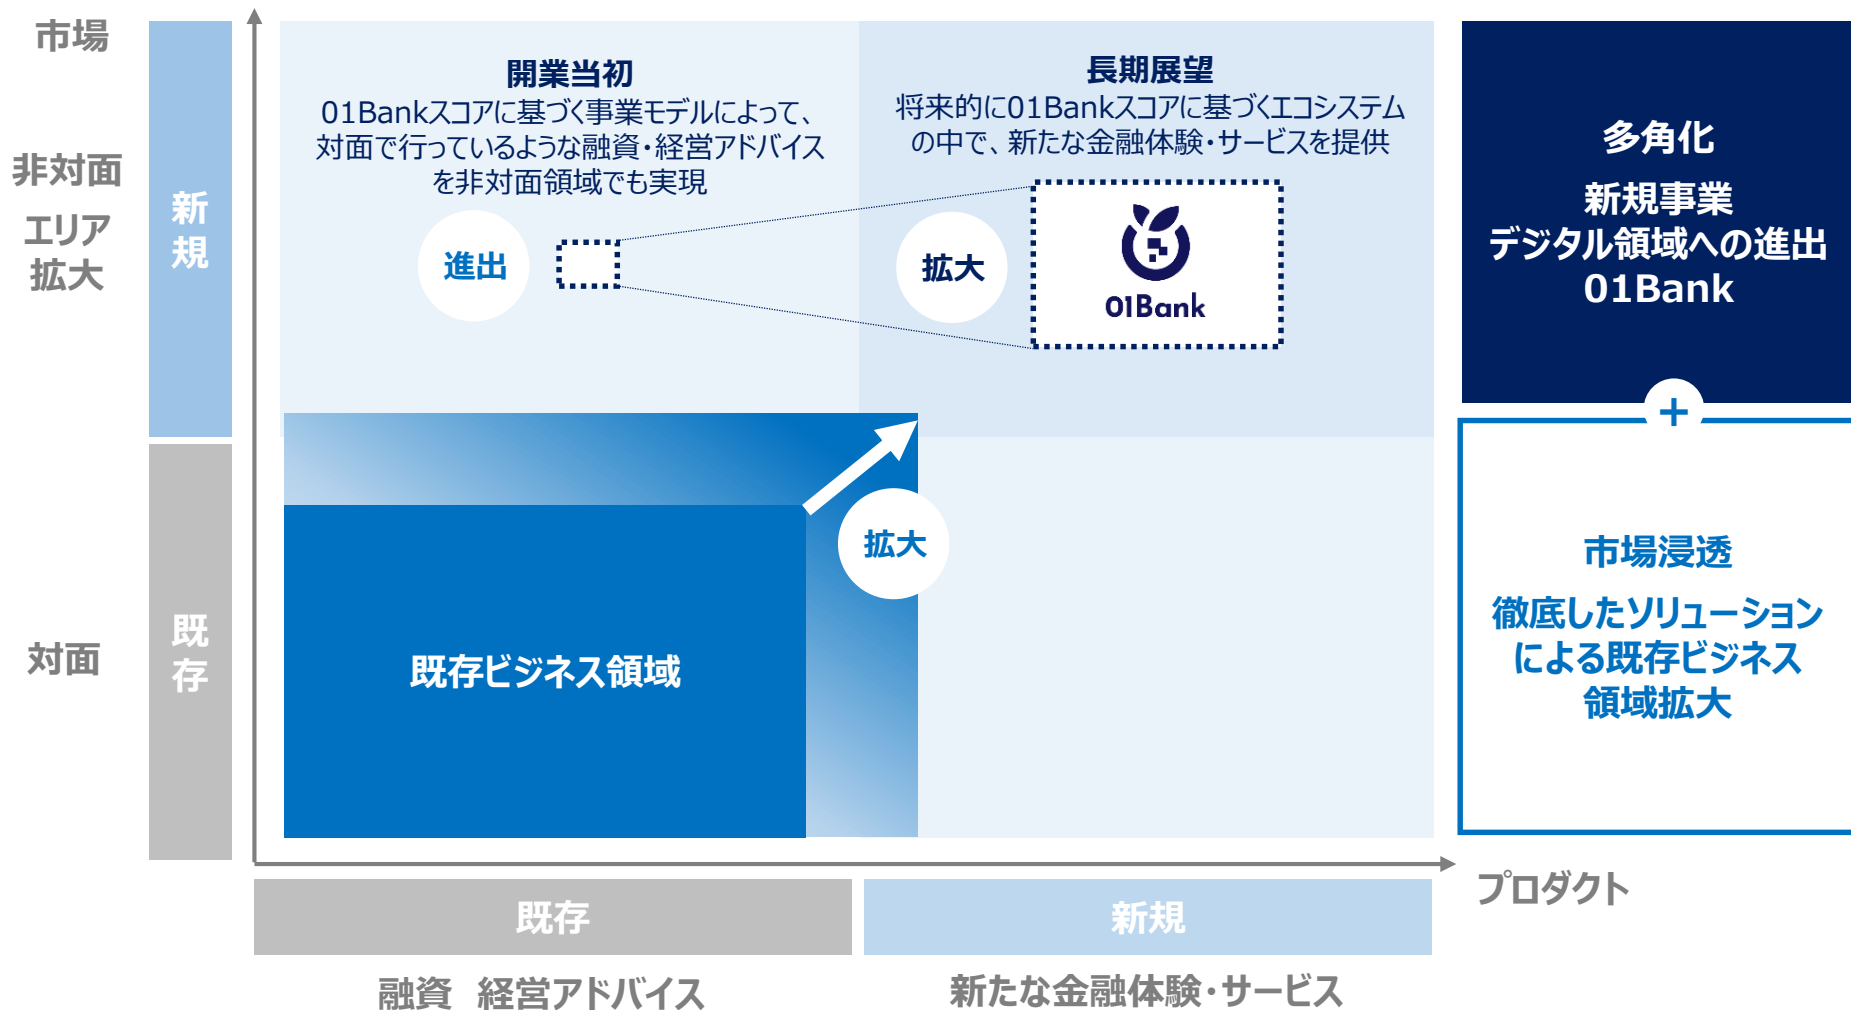 市場
非対面
エリア
拡大
対面
新
規
既
存
開業当初
01Bankスコアに基づく事業モデルによって、
対面で行っているような融資・経営アドバイス
を非対面領域でも実現
進出
長期展望
将来的に01Bankスコアに基づくエコシステム
の中で、新たな金融体験・サービスを提供
拡大
01Bank
既存ビジネス領域
拡大
多角化
新規事業
デジタル領域への進出
01Bank
+
市場浸透
徹底したソリューション
による既存ビジネス
領域拡大
プロダクト
既存
新規
融資　経営アドバイス
新たな金融体験・サービス